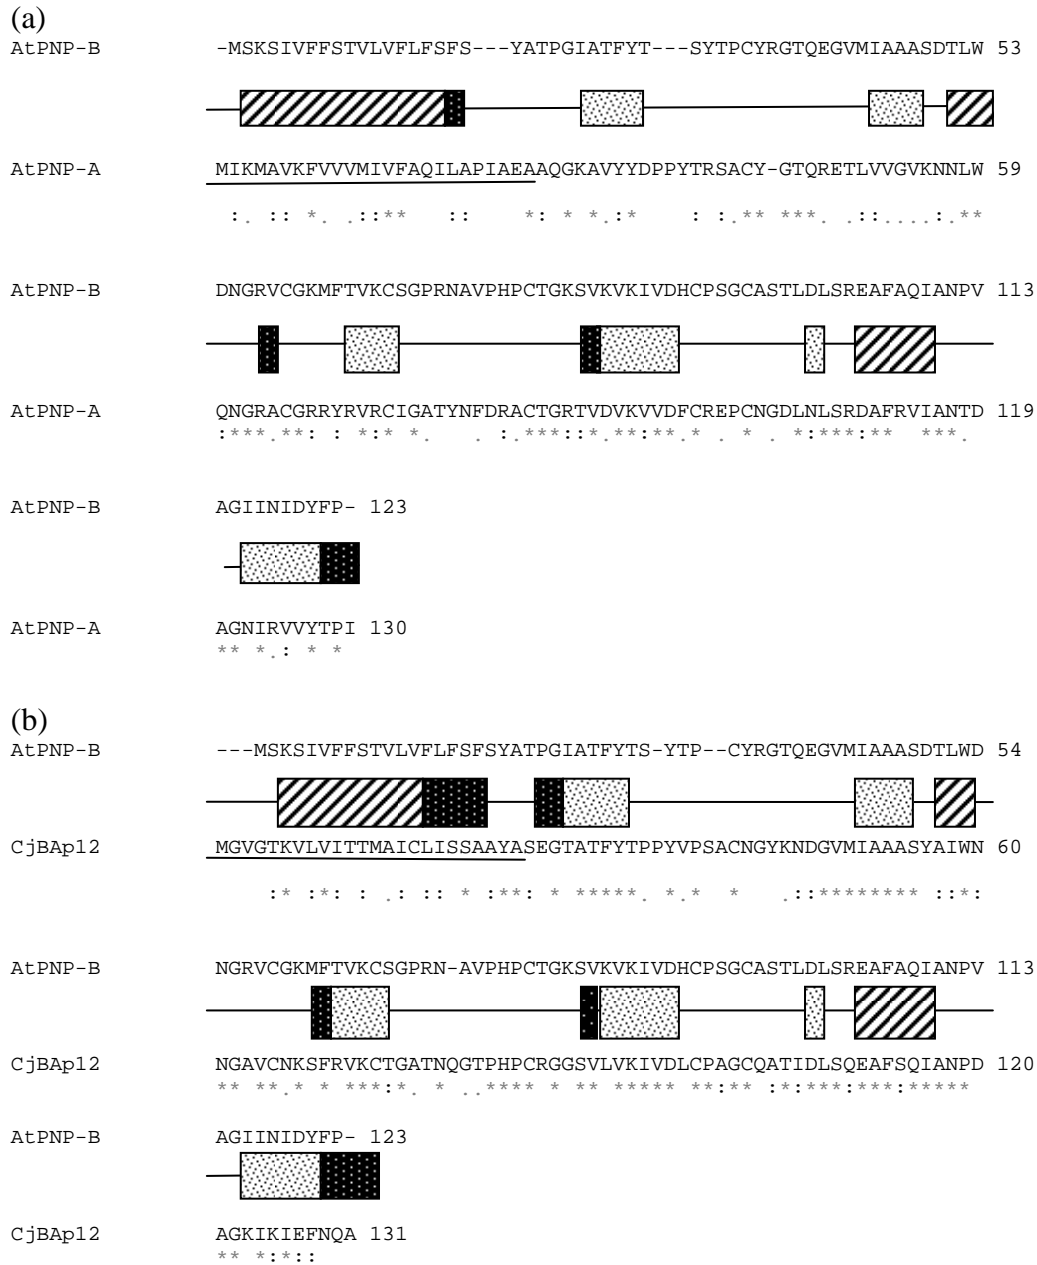 (a)
AtPNP-B -MSKSIVFFSTVLVFLFSFS---YATPGIATFYT---SYTPCYRGTQEGVMIAAASDTLW 53
AtPNP-A MIKMAVKFVVVMIVFAQILAPIAEAAQGKAVYYDPPYTRSACY-GTQRETLVVGVKNNLW 59
:. :: *. .::** :: *: * *.:* : :.** ***. .::....:.**
AtPNP-B DNGRVCGKMFTVKCSGPRNAVPHPCTGKSVKVKIVDHCPSGCASTLDLSREAFAQIANPV 113
AtPNP-A QNGRACGRRYRVRCIGATYNFDRACTGRTVDVKVVDFCREPCNGDLNLSRDAFRVIANTD 119
:***.**: : *:* *. . :.***::*.**:**.* . * . *:***:** ***.
AtPNP-B AGIINIDYFP- 123
AtPNP-A AGNIRVVYTPI 130
** *.: * *
(b)
AtPNP-B ---MSKSIVFFSTVLVFLFSFSYATPGIATFYTS-YTP--CYRGTQEGVMIAAASDTLWD 54
CjBAp12 MGVGTKVLVITTMAICLISSAAYASEGTATFYTPPYVPSACNGYKNDGVMIAAASYAIWN 60
:* :*: : .: :: * :**: * *****. *.* * .::******** ::*:
AtPNP-B NGRVCGKMFTVKCSGPRN-AVPHPCTGKSVKVKIVDHCPSGCASTLDLSREAFAQIANPV 113
CjBAp12 NGAVCNKSFRVKCTGATNQGTPHPCRGGSVLVKIVDLCPAGCQATIDLSQEAFSQIANPD 120
** **.* * ***:*. * ..**** * ** ***** **:** :*:***:***:*****
AtPNP-B AGIINIDYFP- 123
CjBAp12 AGKIKIEFNQA 131
** *:*::